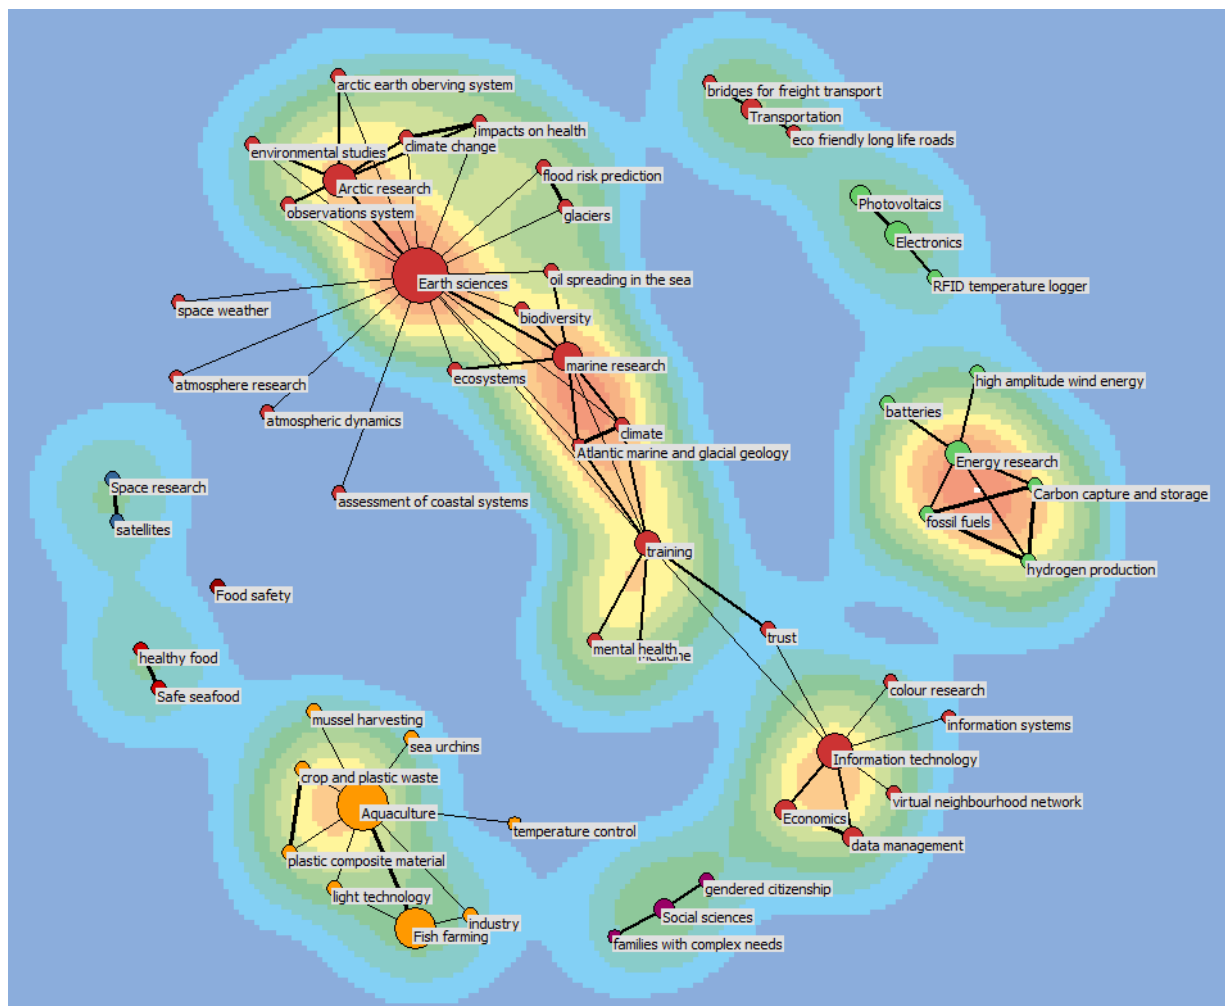 arctic earth oberving system
bridges for freight transport
Transportation
eco friendly long life roads
impacts on health
climate change
environmental studies
Arctic research
flood risk prediction
observations system
glaciers
Photovoltaics
Electronics
RFID temperature logger
Earth sciences
oil spreading in the sea
space weather
biodiversity
marine research
ecosystems
atmosphere research
high amplitude wind energy
batteries
atmospheric dynamics
climate
Atlantic marine and glacial geology
Energy research
Space research
assessment of coastal systems
Carbon capture and storage
fossil fuels
satellites
training
hydrogen production
Food safety
trust
healthy food
mental health
Medicine
Safe seafood
colour research
mussel harvesting
information systems
sea urchins
Information technology
crop and plastic waste
virtual neighbourhood network
Aquaculture
Economics
temperature control
data management
plastic composite material
gendered citizenship
light technology
Social sciences
industry
Fish farming
families with complex needs